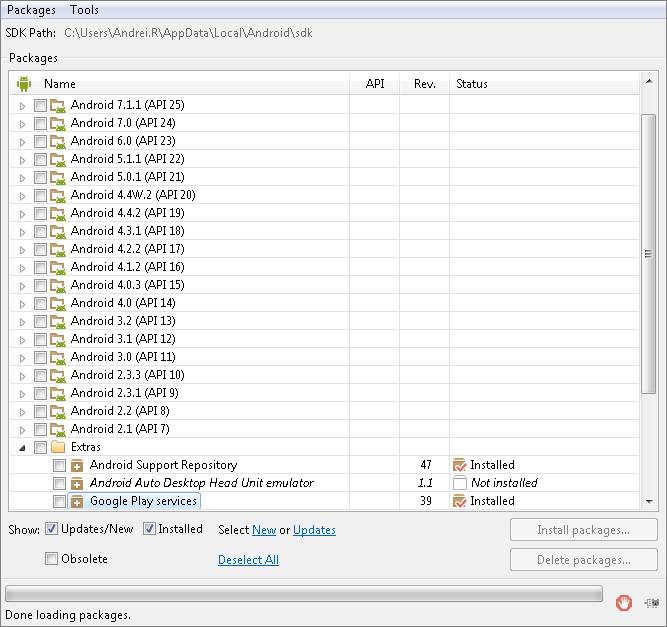 Packages Tools
SDK Path: C:\Users\Andrei.R\AppData\Local\Android\sdk
Packages
Name API Rev. Status
Android 7.1.1 (API 25)
Android 7.0 (API 24)
Android 6.0 (API 23)
Android 5.1.1 (API 22)
Android 5.0.1 (API 21)
Android 4.4W.2 (API 20)
Android 4.4.2 (API 19)
Android 4.3.1 (API 18)
Android 4.2.2 (API 17)
Android 4.1.2 (API 16)
Android 4.0.3 (API 15)
Android 4.0 (API 14)
Android 3.2 (API 13)
Android 3.1 (API 12)
Android 3.0 (API 11)
Android 2.3.3 (API 10)
Android 2.3.1 (API 9)
Android 2.2 (API 8)
Android 2.1 (API 7)
Extras
Android Support Repository 47 Installed
Android Auto Desktop Head Unit emulator 1.1 Not installed
Google Play services 39 Installed
Show: Updates/New Installed Select New or Updates Install packages...
Obsolete Deselect All Delete packages...
Done loading packages.